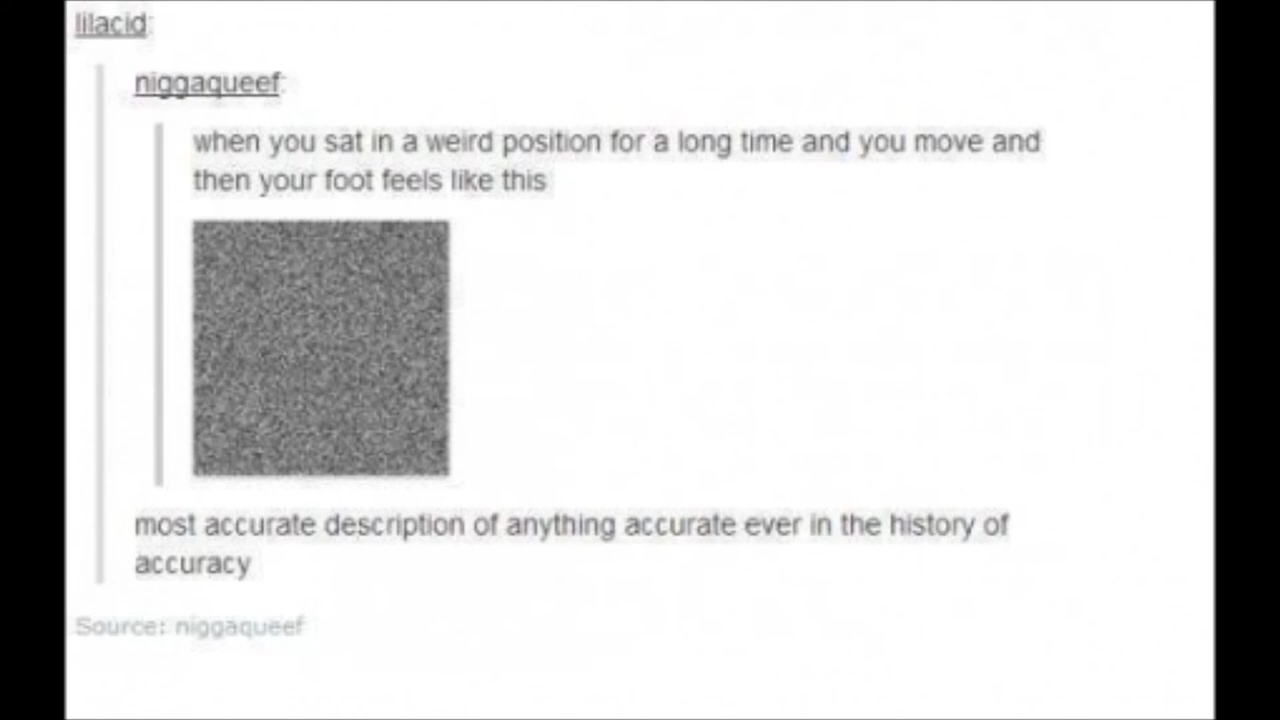 lilacid:
niggaqueef:
when you sat in a weird position for a long time and you move and
then your foot feels like this
most accurate description of anything accurate ever in the history of
accuracy
Source: niggaqueef